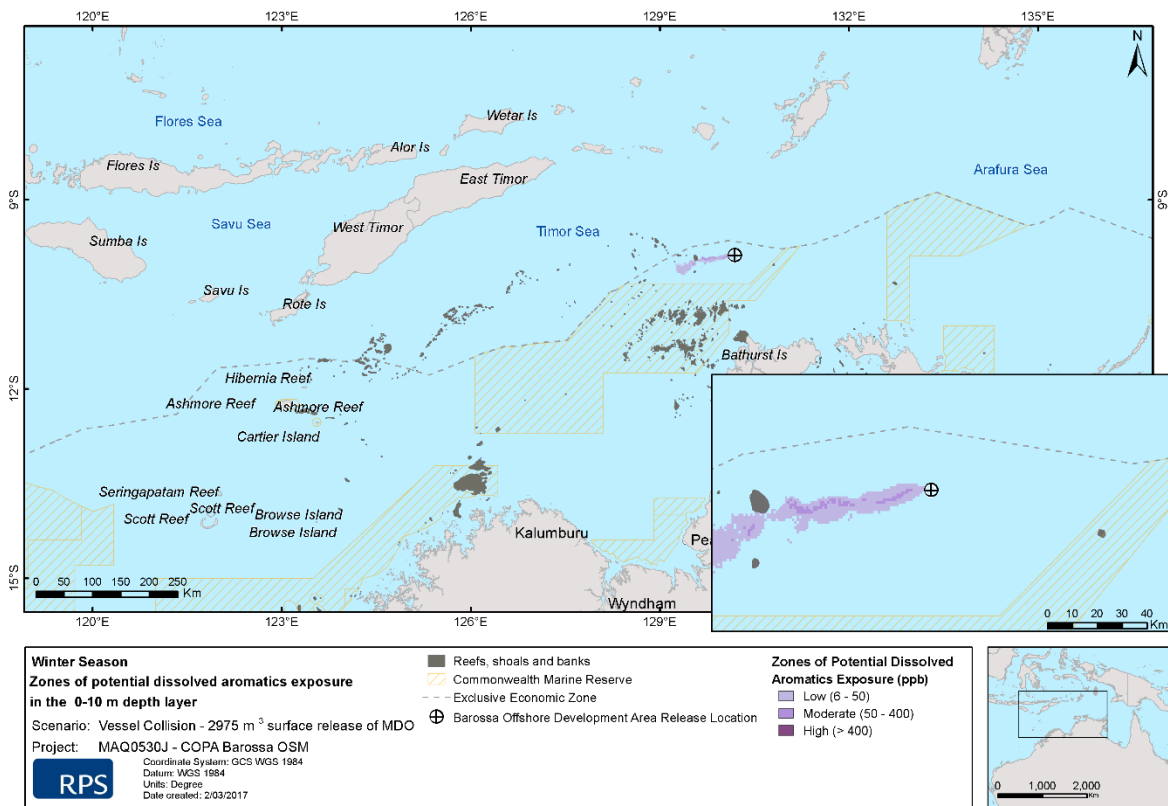 120°E 123°E 126°E 129°E 132°E 135°E
N
Flores Sea
Wetar Is
Alor Is
Flores Is
East Timor
Arafura Sea
9°S 9°S
Savu Sea
West Timor
Timor Sea
Sumba Is
Savu Is
Rote Is
Bathurst Is
Hibernia Reef
12°S
Ashmore Reef
Ashmore Reef
Cartier Island
Seringapatam Reef
Scott Reef
Scott Reef
Browse Island
Browse Island
Kalumburu
Pea
15°S
0 50 100 150 200 250
Km
Wyndham
0 10 20 30 40
Km
120°E 123°E 126°E 129°E
Winter Season
Zones of potential dissolved aromatics exposure
in the 0-10 m depth layer
Scenario: Vessel Collision - 2975 m ³ surface release of MDO
Project: MAQ0530J - COPA Barossa OSM
RPS
Coordinate System: GCS WGS 1984
Datum: WGS 1984
Units: Degree
Date created: 2/03/2017
Reefs, shoals and banks
Commonwealth Marine Reserve
Exclusive Economic Zone
Barossa Offshore Development Area Release Location
Zones of Potential Dissolved
Aromatics Exposure (ppb)
Low (6 - 50)
Moderate (50 - 400)
High (> 400)
0 1,000 2,000
Km